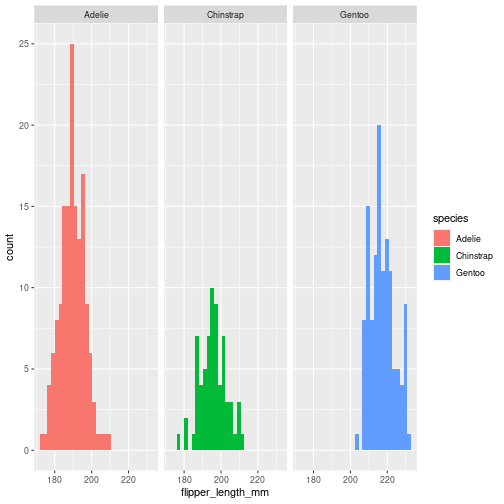 Adelie Chinstrap Gentoo
25
20
15
10
5
0
count
180 200 220 180 200 220 180 200 220
flipper_length_mm
species
Adelie
Chinstrap
Gentoo